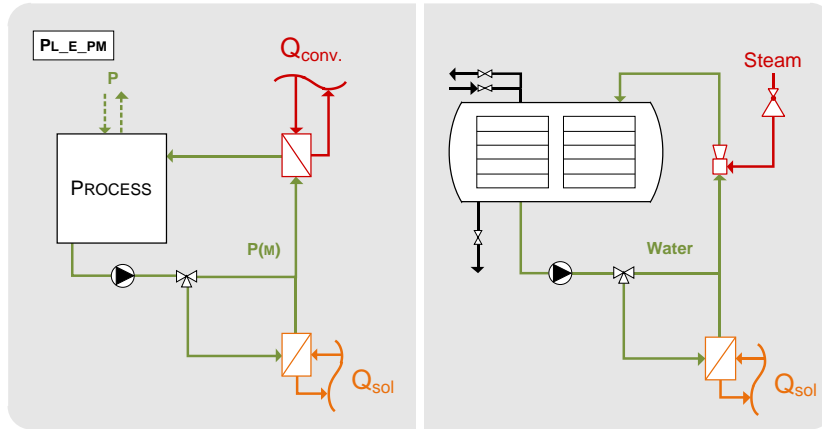 PL_E_PM
Qconv.
P
PROCESS
P(M)
Qsol
Steam
Water
Qsol